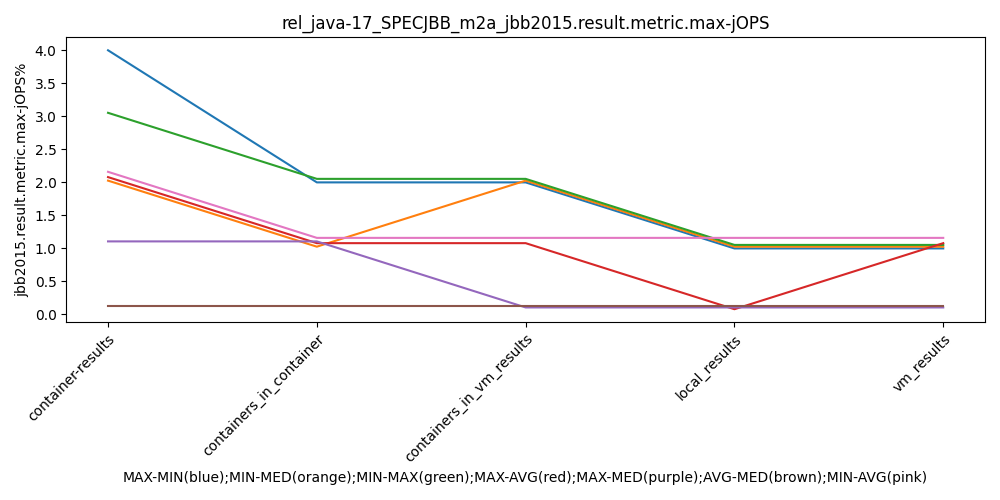 rel_java-17_SPECJBB_m2a_jbb2015.result.metric.max-jOPS
jbb2015.result.metric.max-jOPS%
4.0
3.5
3.0
2.5
2.0
1.5
1.0
0.5
0.0
container-results
containers_in_container
containers_in_vm_results
local_results
vm_results
MAX-MIN(blue);MIN-MED(orange);MIN-MAX(green);MAX-AVG(red);MAX-MED(purple);AVG-MED(brown);MIN-AVG(pink)